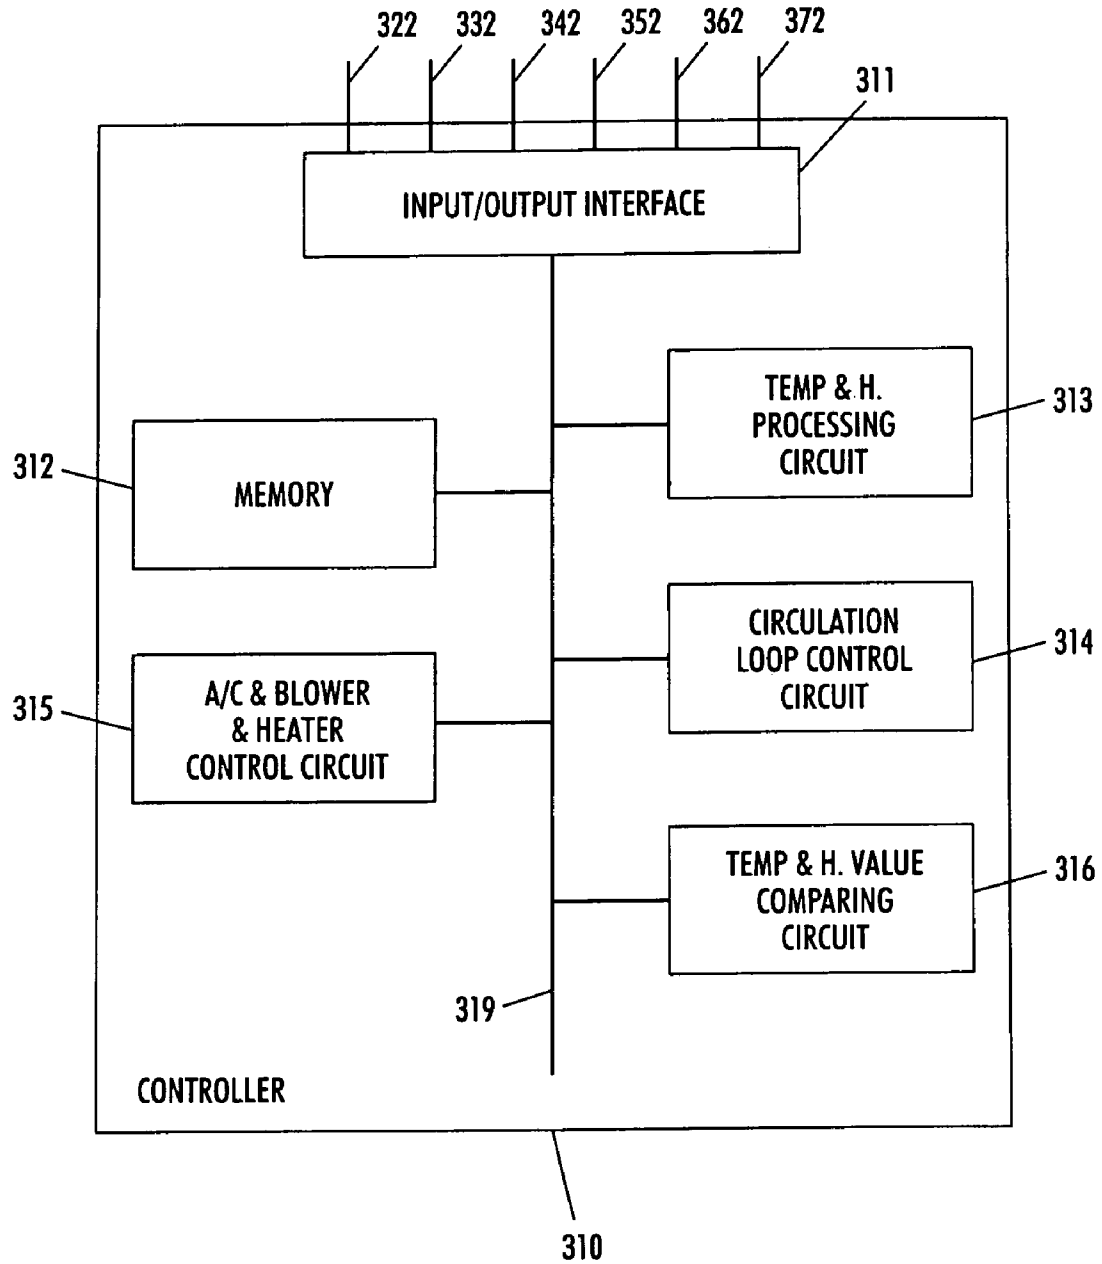 322
332
342
352
362
372
311
INPUT/OUTPUT INTERFACE
TEMP & H.
PROCESSING
CIRCUIT
313
312
MEMORY
CIRCULATION
LOOP CONTROL
CIRCUIT
314
315
A/C & BLOWER
& HEATER
CONTROL CIRCUIT
TEMP & H. VALUE
COMPARING
CIRCUIT
316
319
CONTROLLER
310